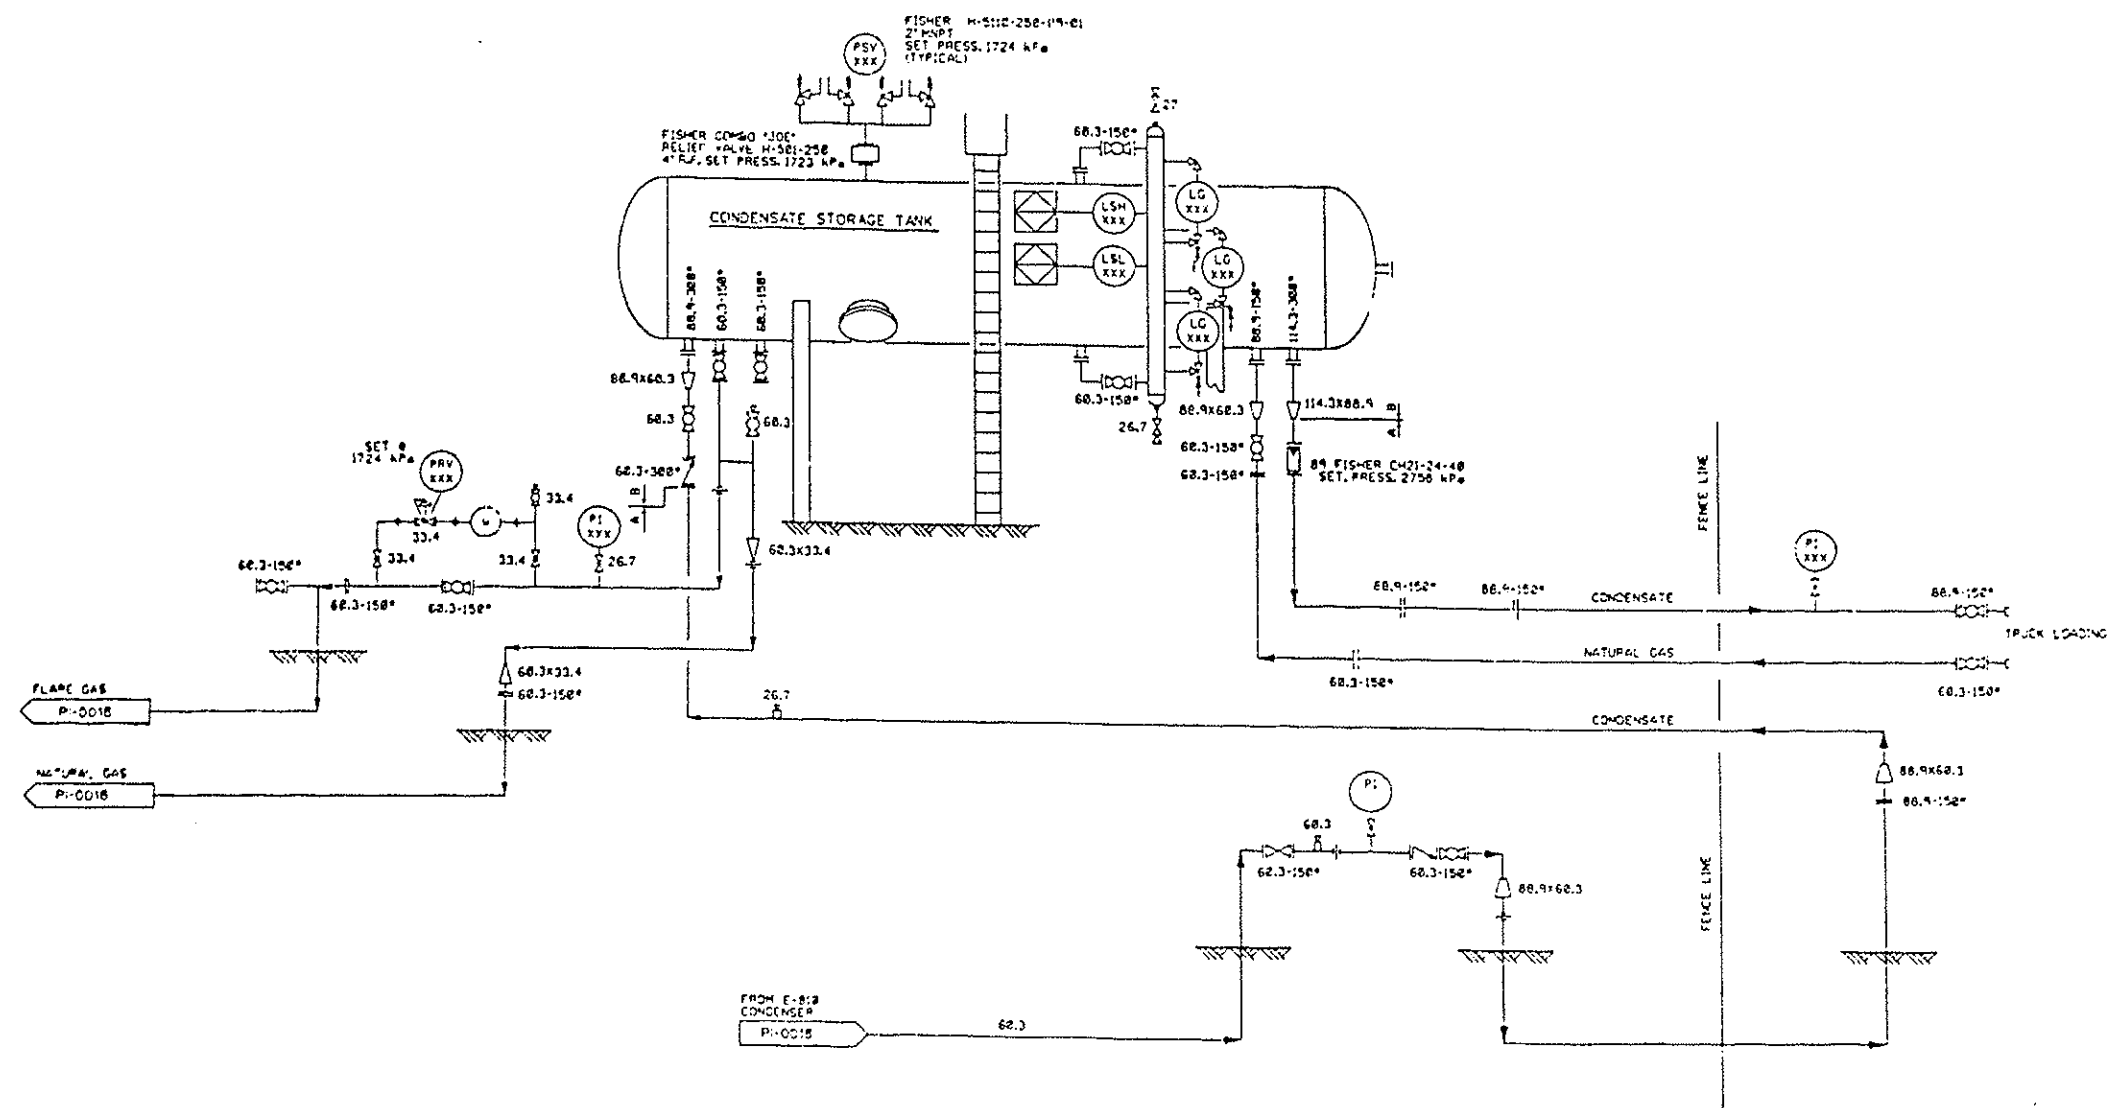 FISHER H-5112-250-
2" MNPT
SET PRESS. 1724 kPa
(TYPICAL)
PSV
XXX
FISHER COMBO "JOE"
RELIEF VALVE H-501-250
4" R.F. SET PRESS. 1723 kPa
27
60.3-150#
LG
XXX
LSH
XXX
CONDENSATE STORAGE TANK
LSL
XXX
LG
XXX
LG
XXX
88.9-300#
60.3-150#
60.3-150#
88.9-150#
114.3-300#
88.9X60.3
60.3
60.3
60.3-150#
26.7
88.9X60.3
114.3X88.9
A
B
60.3-150#
60.3-150#
89 FISHER CH21-24-40
SET. PRESS. 2758 kPa
SET @
1724 kPa
PRV
XXX
60.3-300#
A
B
33.4
M
33.4
33.4
33.4
PI
XXX
26.7
60.3X33.4
60.3-150#
60.3-150#
60.3-150#
FENCE LINE
PI
XXX
88.9-150#
88.9-150#
CONDENSATE
88.9-150#
TRUCK LOADING
NATURAL GAS
60.3-150#
60.3-150#
60.3X33.4
60.3-150#
FLARE GAS
PI-0016
26.7
CONDENSATE
NATURAL GAS
PI-0016
88.9X60.3
88.9-150#
PI
60.3
60.3-150#
60.3-150#
88.9X60.3
FENCE LINE
FROM E-810
CONDENSER
PI-0015
60.3